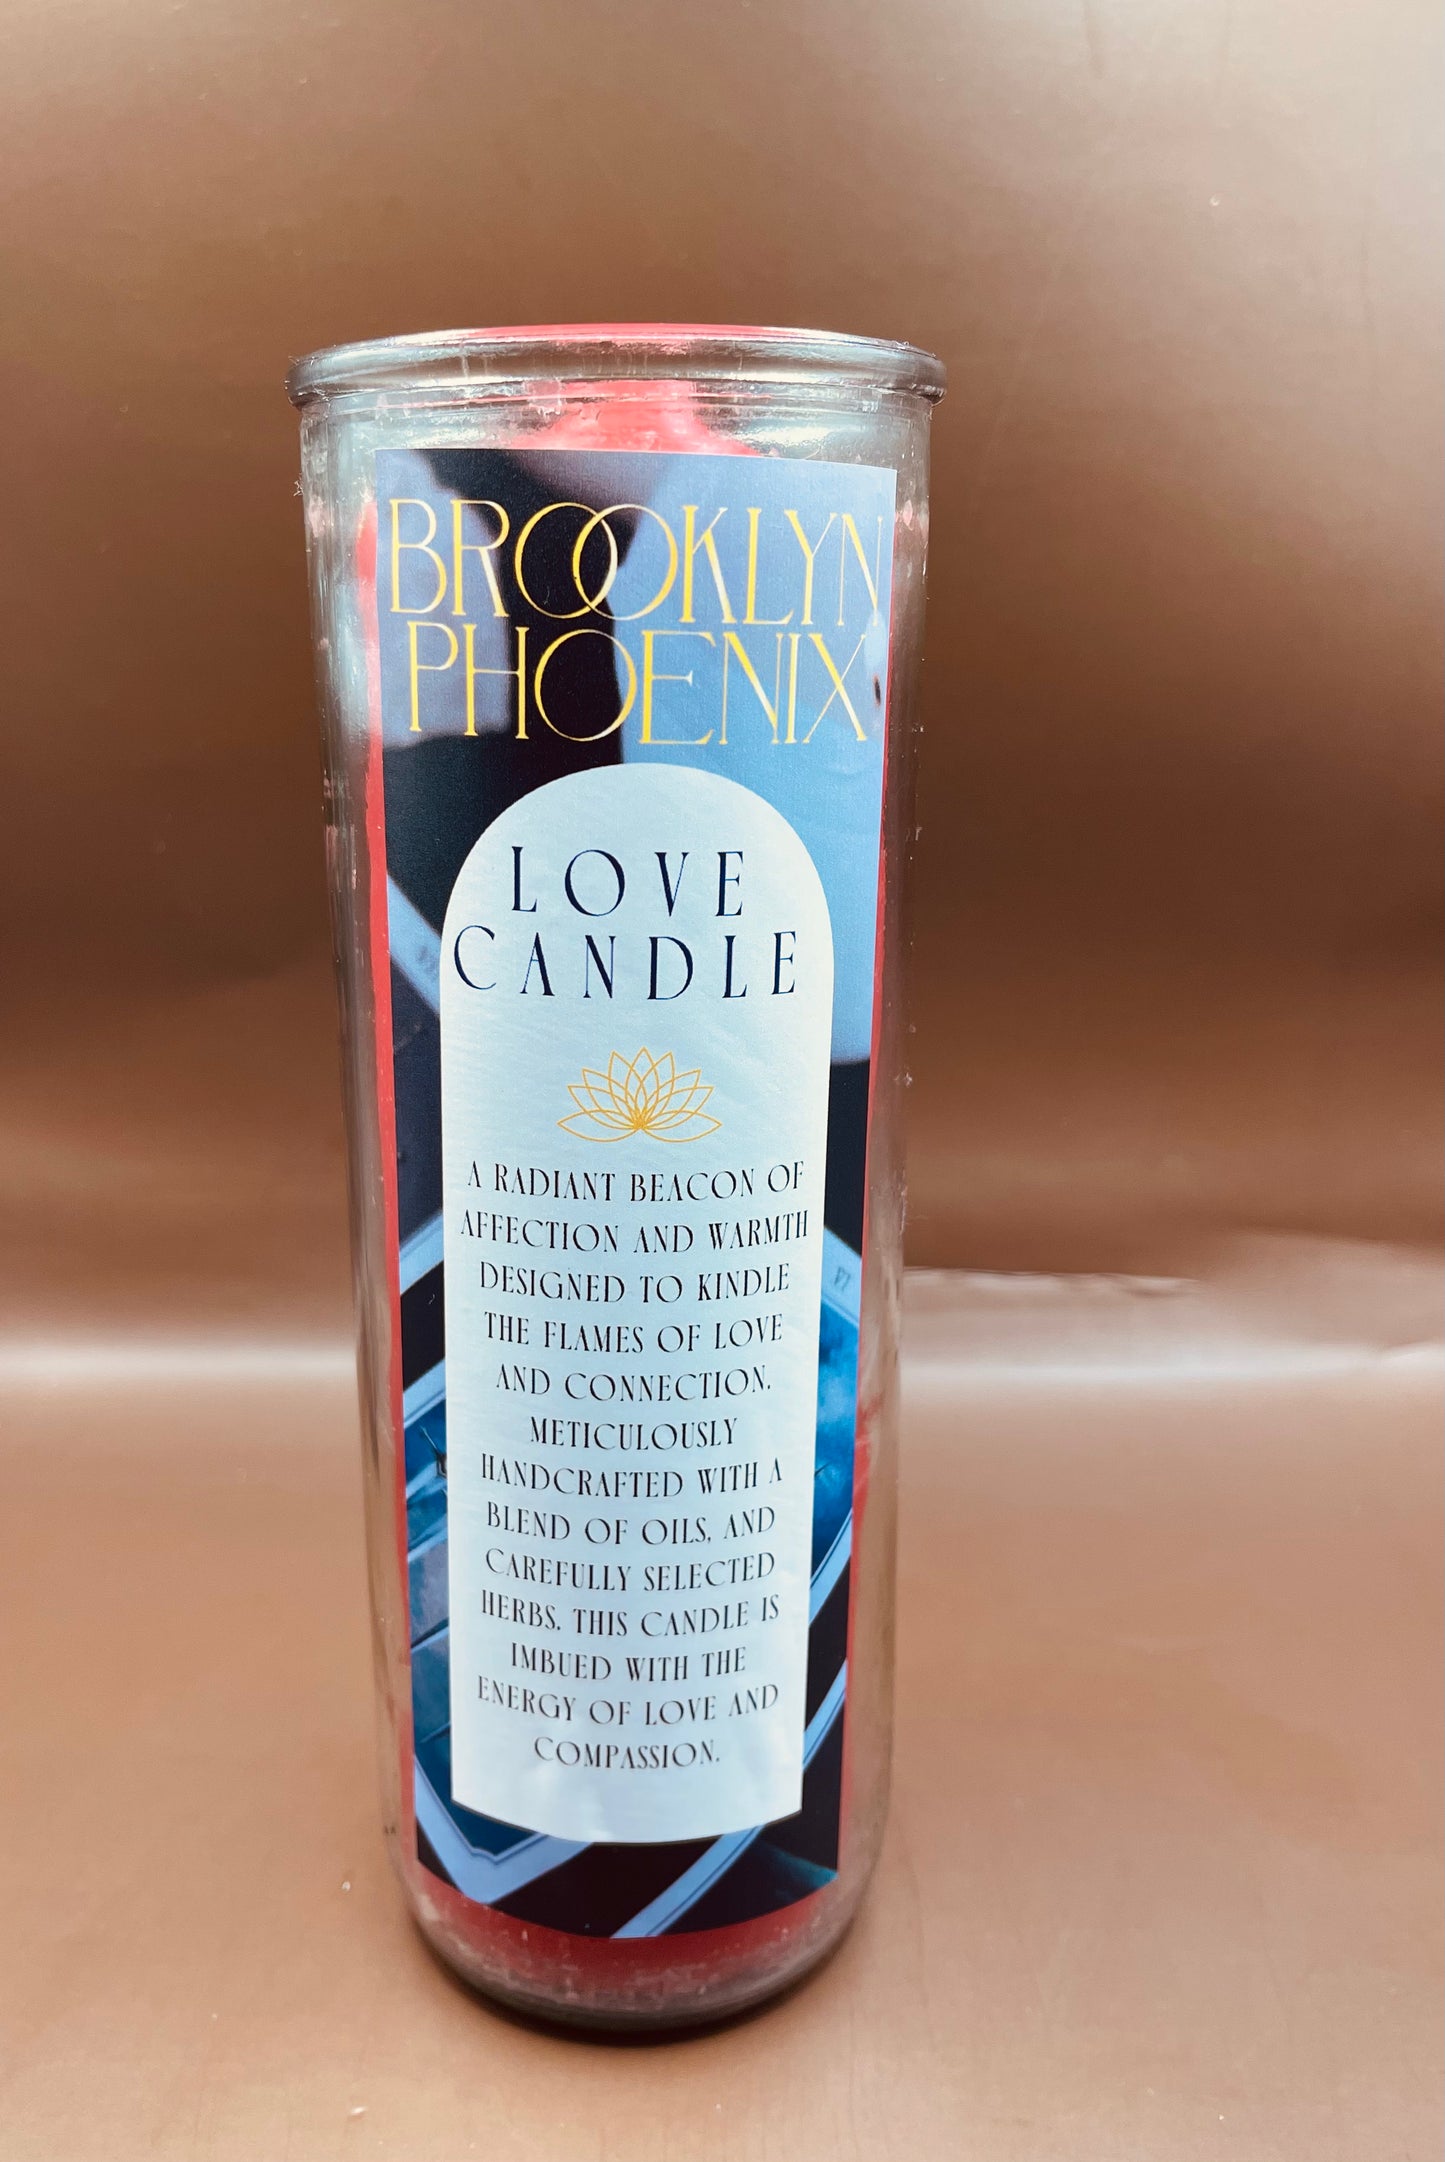 BROOKLYN
PHOENIX
LOVE
CANDLE
A RADIANT BEACON OF
AFFECTION AND WARMTH
DESIGNED TO KINDLE
THE FLAMES OF LOVE
AND CONNECTION.
METICULOUSLY
HANDCRAFTED WITH A
BLEND OF OILS, AND
CAREFULLY SELECTED
HERBS. THIS CANDLE IS
IMBUED WITH THE
ENERGY OF LOVE AND
COMPASSION.